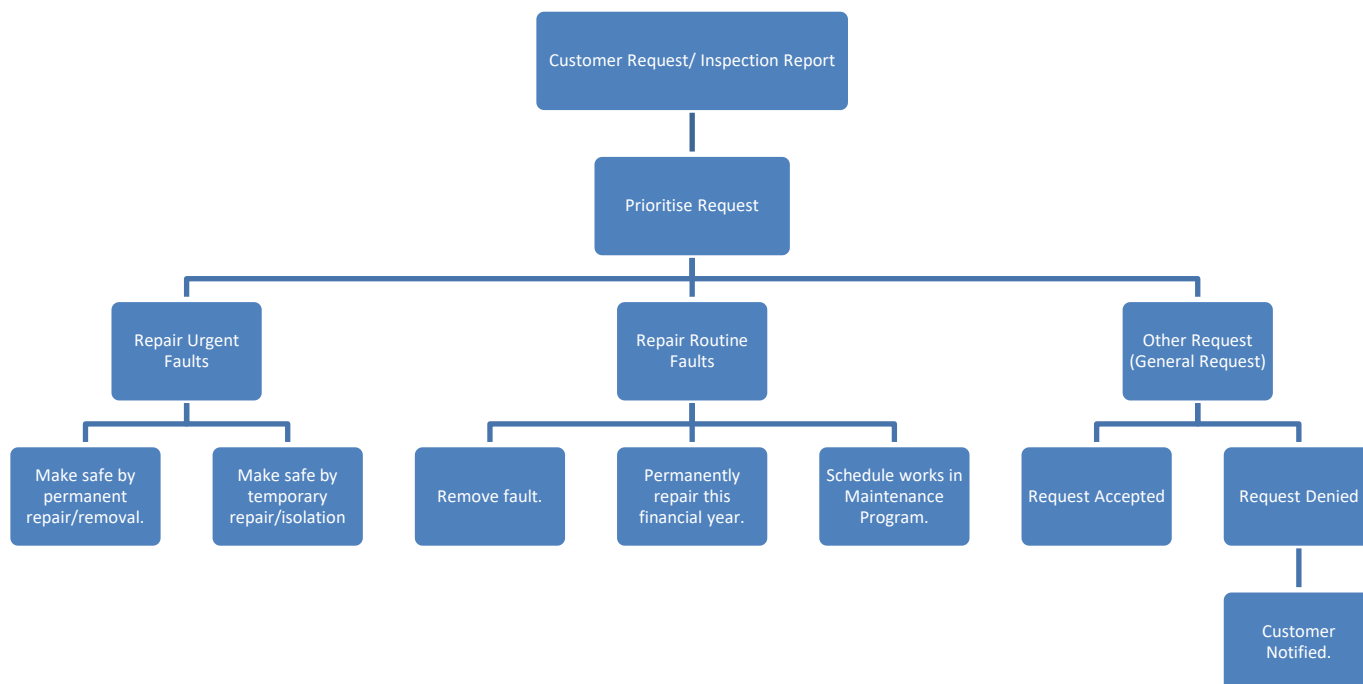 Customer Request/ Inspection Report
Prioritise Request
Repair Urgent
Faults
Repair Routine
Faults
Other Request
(General Request)
Make safe by
permanent
repair/removal.
Make safe by
temporary
repair/isolation
Remove fault.
Permanently
repair this
financial year.
Schedule works in
Maintenance
Program.
Request Accepted
Request Denied
Customer
Notified.